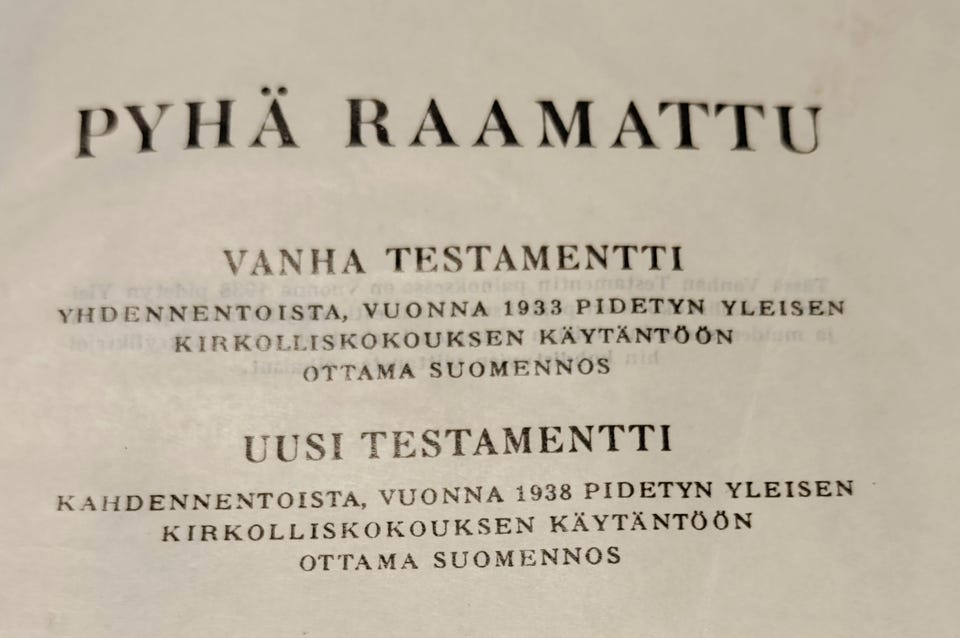 PYHÄ RAAMATTU
VANHA TESTAMENTTI
YHDENNENTOISTA, VUONNA 1933 PIDETYN YLEISEN
KIRKOLLISKOKOUKSEN KÄYTÄNTÖÖN
OTTAMA SUOMENNOS
UUSI TESTAMENTTI
KAHDENNENTOISTA, VUONNA 1938 PIDETYN YLEISEN
KIRKOLLISKOKOUKSEN KÄYTÄNTÖÖN
OTTAMA SUOMENNOS